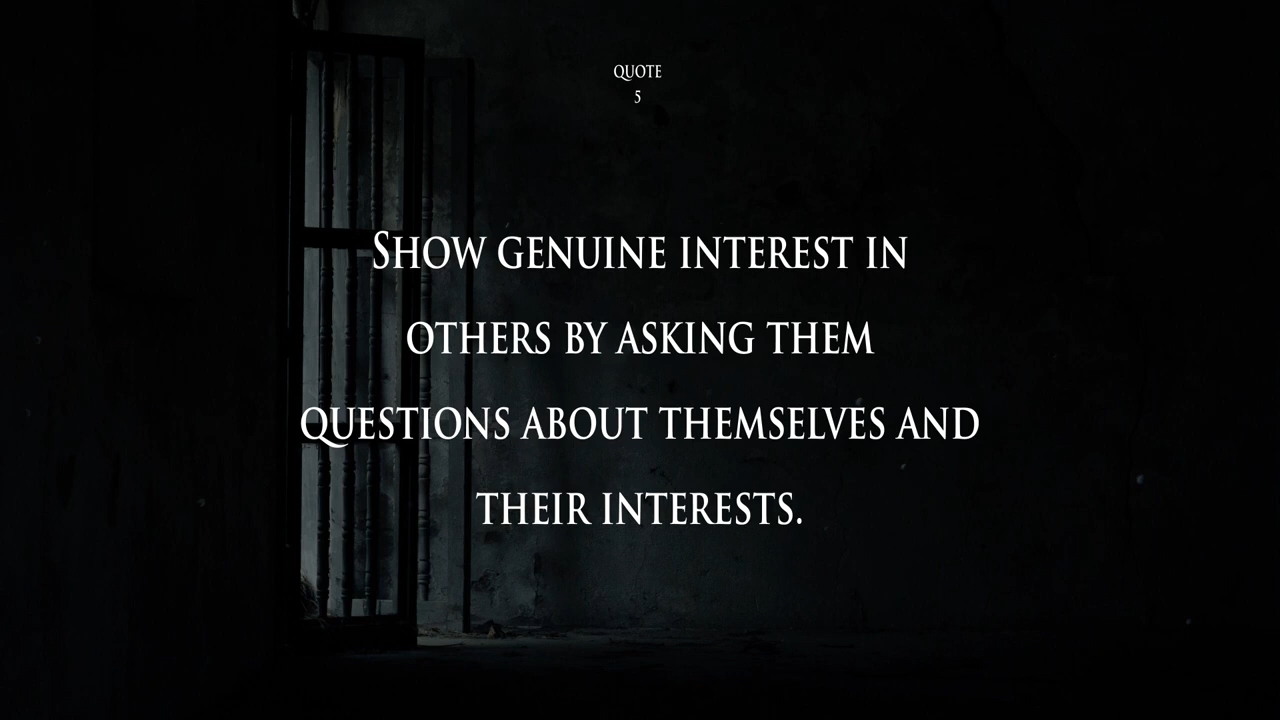 QUOTE
5
Show genuine interest in
others by asking them
questions about themselves and
their interests.